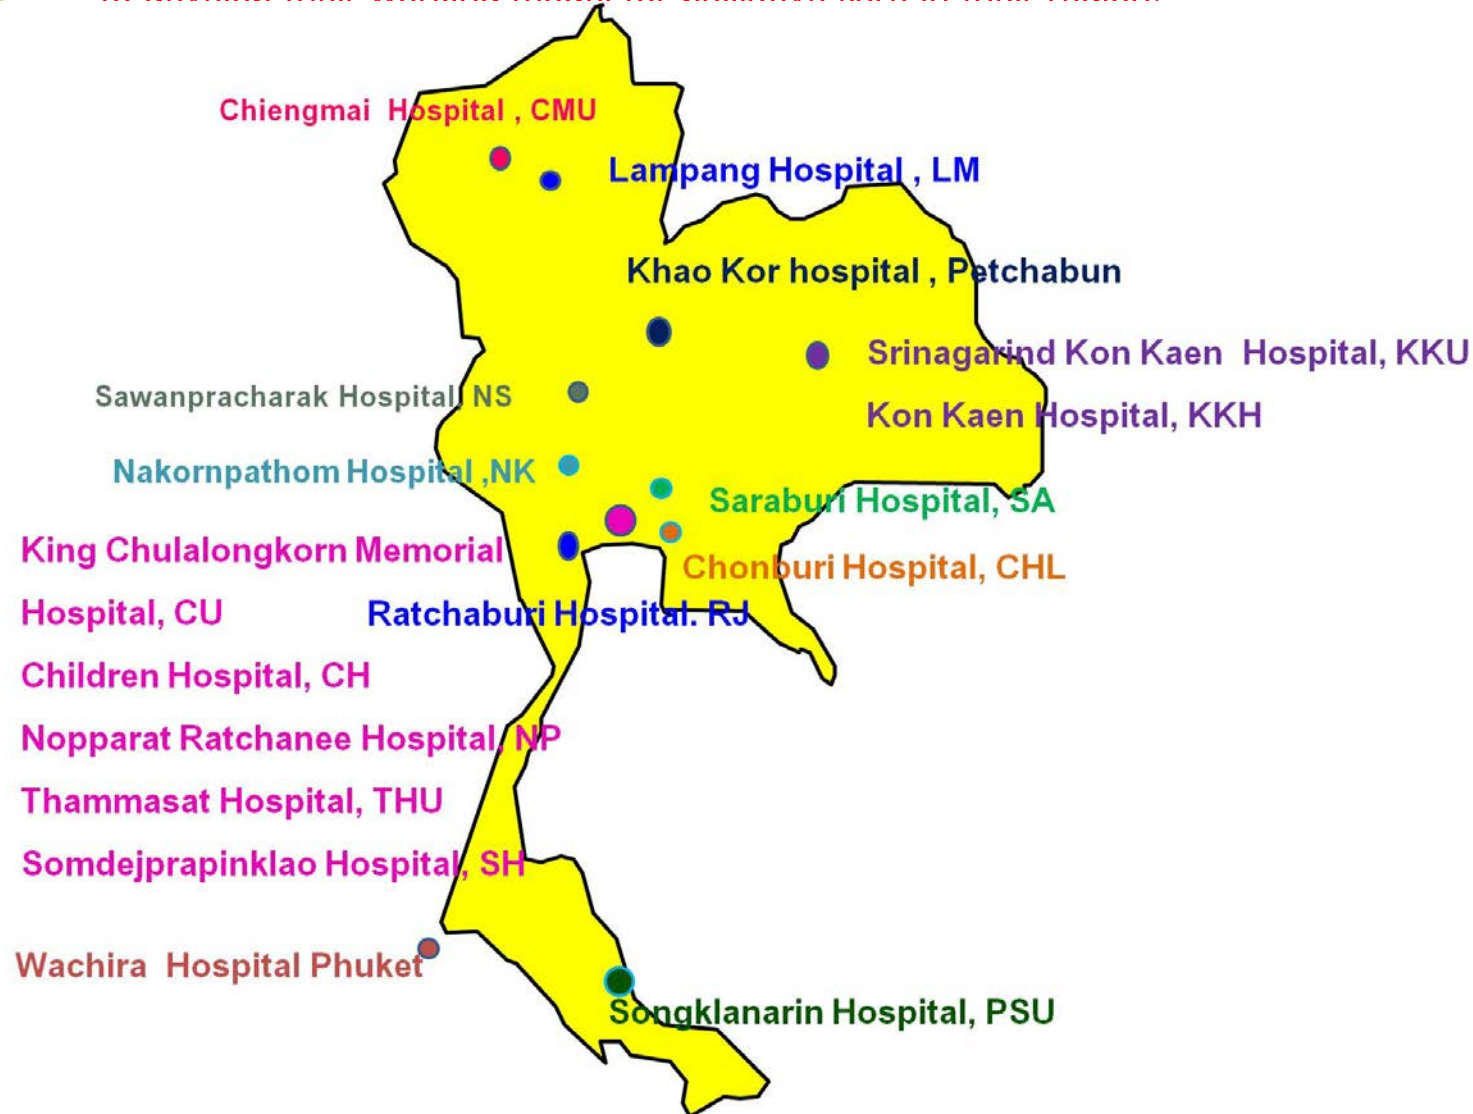 Chiengmai Hospital , CMU
Lampang Hospital , LM
Khao Kor hospital , Petchabun
Srinagarind Kon Kaen Hospital, KKU
Sawanpracharak Hospital, NS
Kon Kaen Hospital, KKH
Nakornpathom Hospital ,NK
Saraburi Hospital, SA
King Chulalongkorn Memorial
Hospital, CU
Chonburi Hospital, CHL
Ratchaburi Hospital. RJ
Children Hospital, CH
Nopparat Ratchanee Hospital, NP
Thammasat Hospital, THU
Somdejprapinklao Hospital, SH
Wachira Hospital Phuket
Songklanarin Hospital, PSU